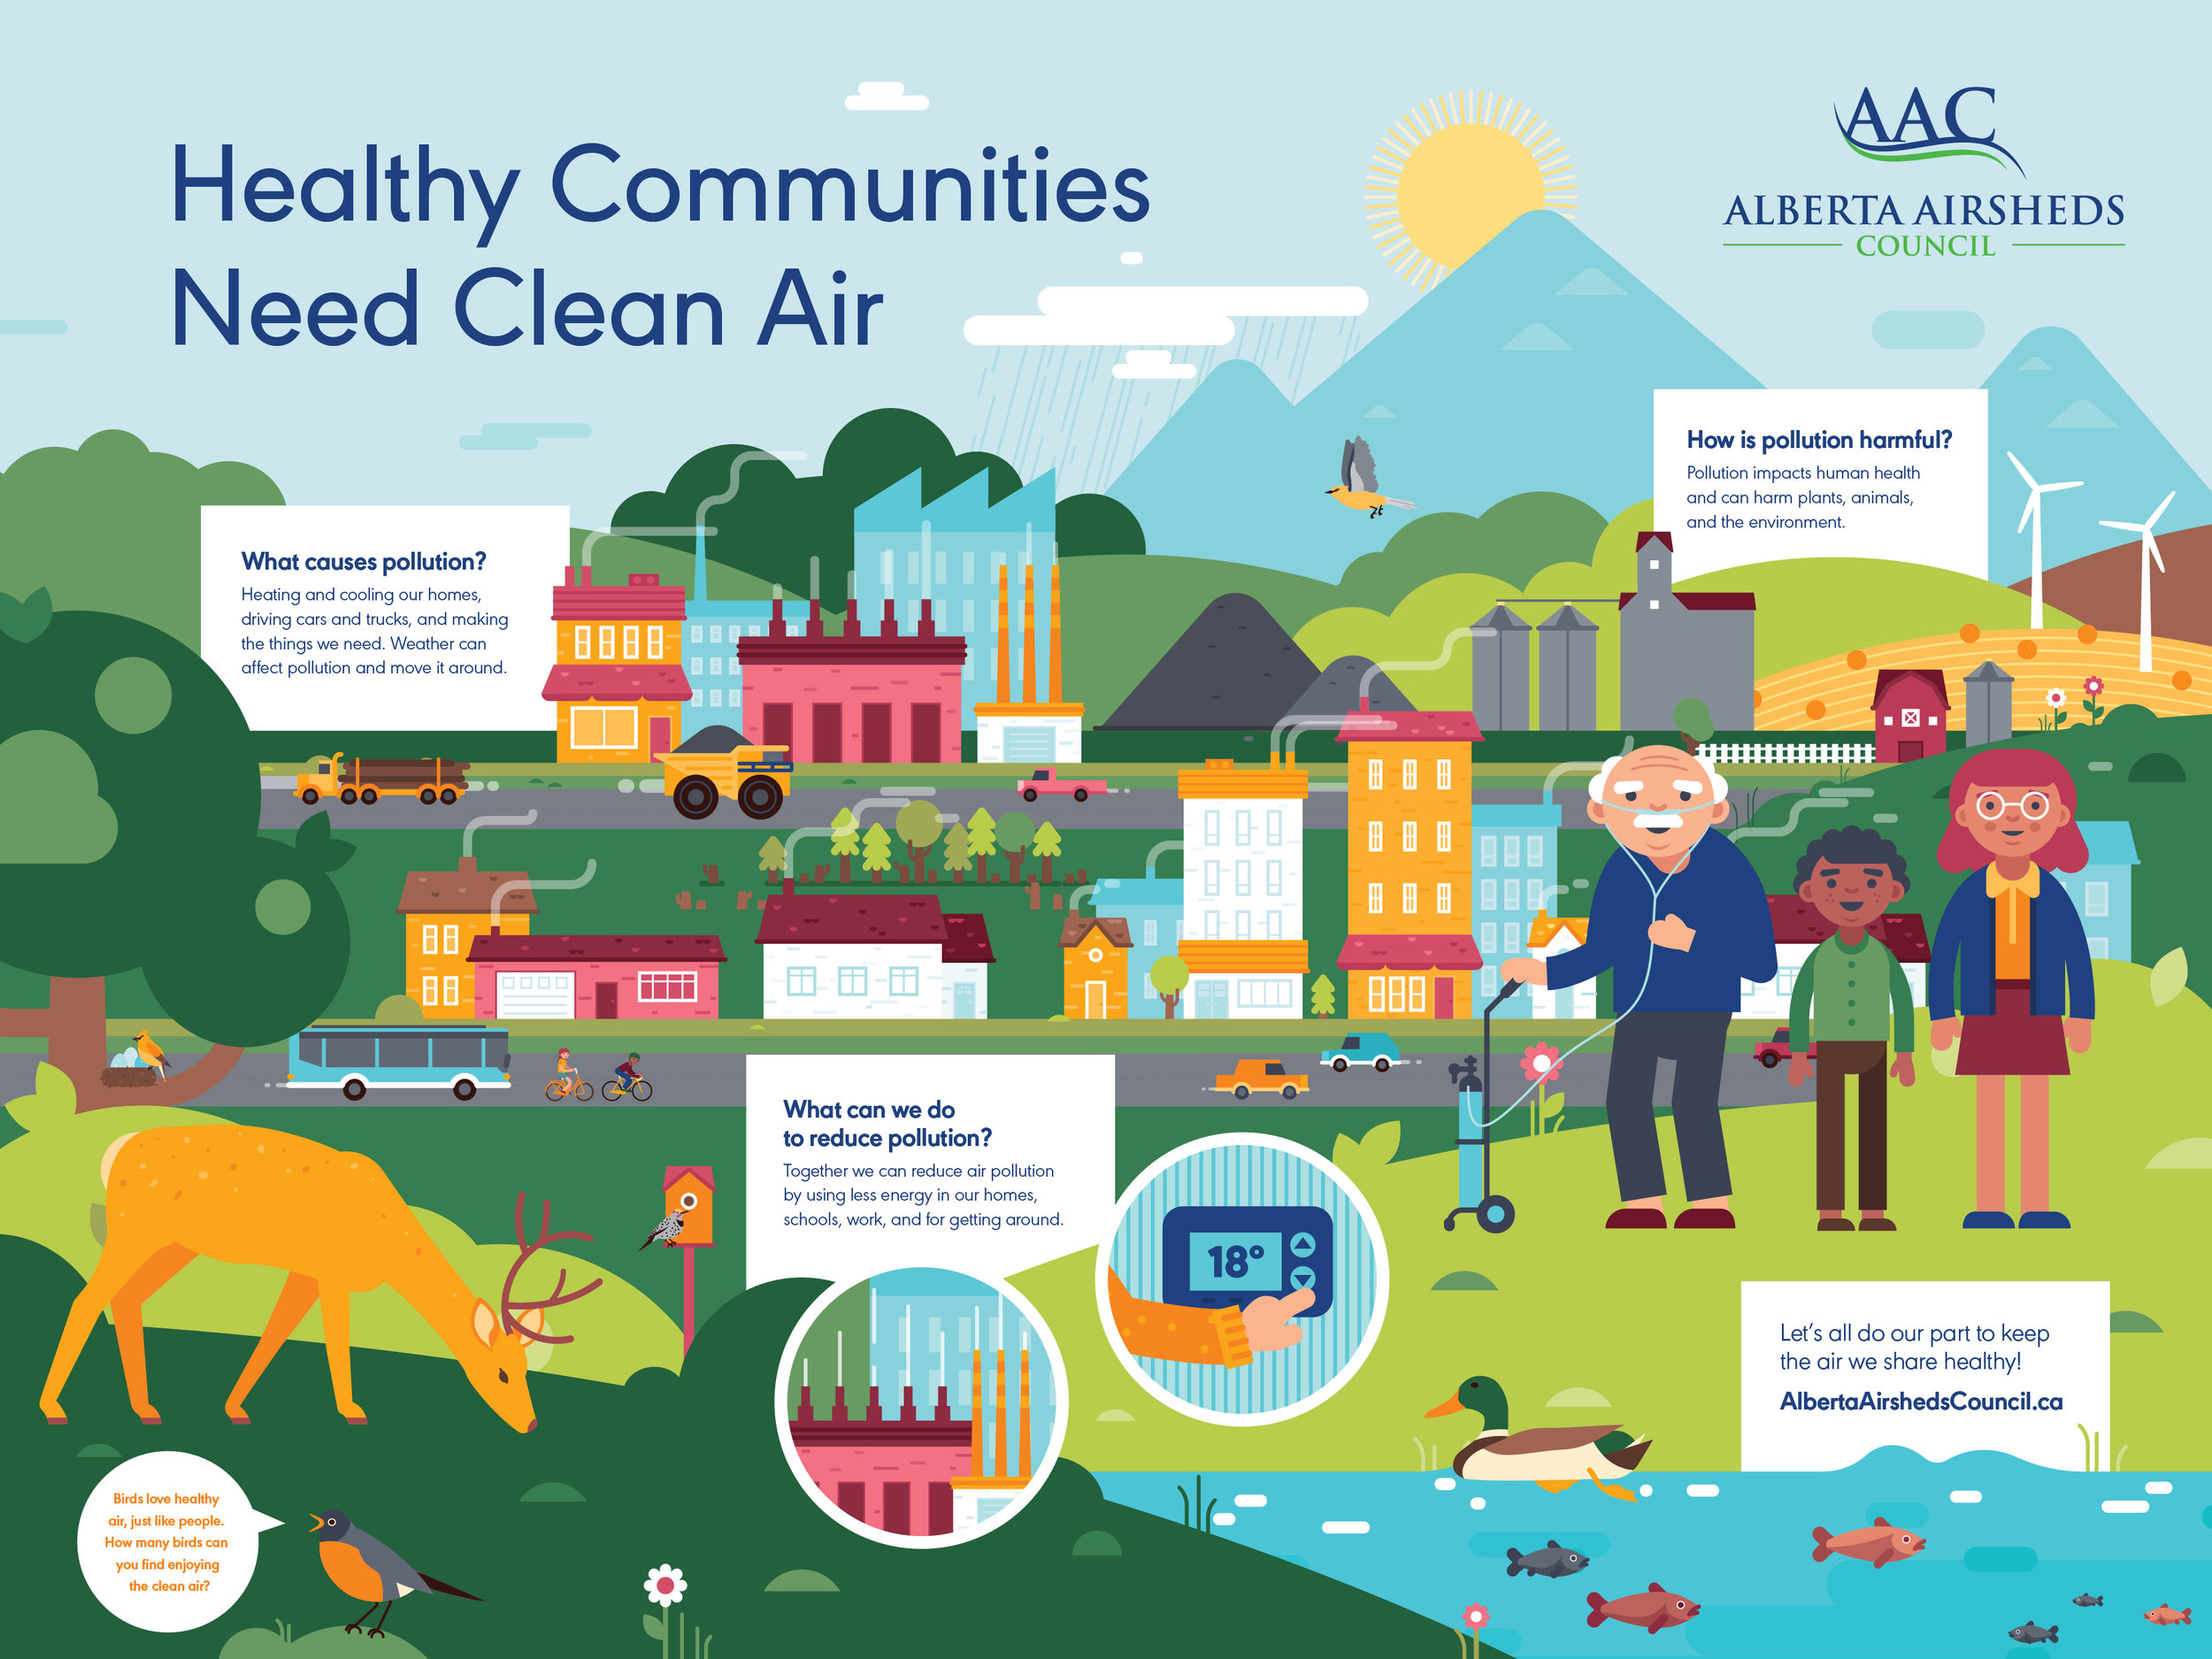 Healthy Communities
Need Clean Air
AAC
ALBERTA AIRSHEDS
COUNCIL
How is pollution harmful?
Pollution impacts human health
and can harm plants, animals,
and the environment.
What causes pollution?
Heating and cooling our homes,
driving cars and trucks, and making
the things we need. Weather can
affect pollution and move it around.
What can we do
to reduce pollution?
Together we can reduce air pollution
by using less energy in our homes,
schools, work, and for getting around.
18°
Let's all do our part to keep
the air we share healthy!
AlbertaAirshedsCouncil.ca
Birds love healthy
air, just like people.
How many birds can
you find enjoying
the clean air?